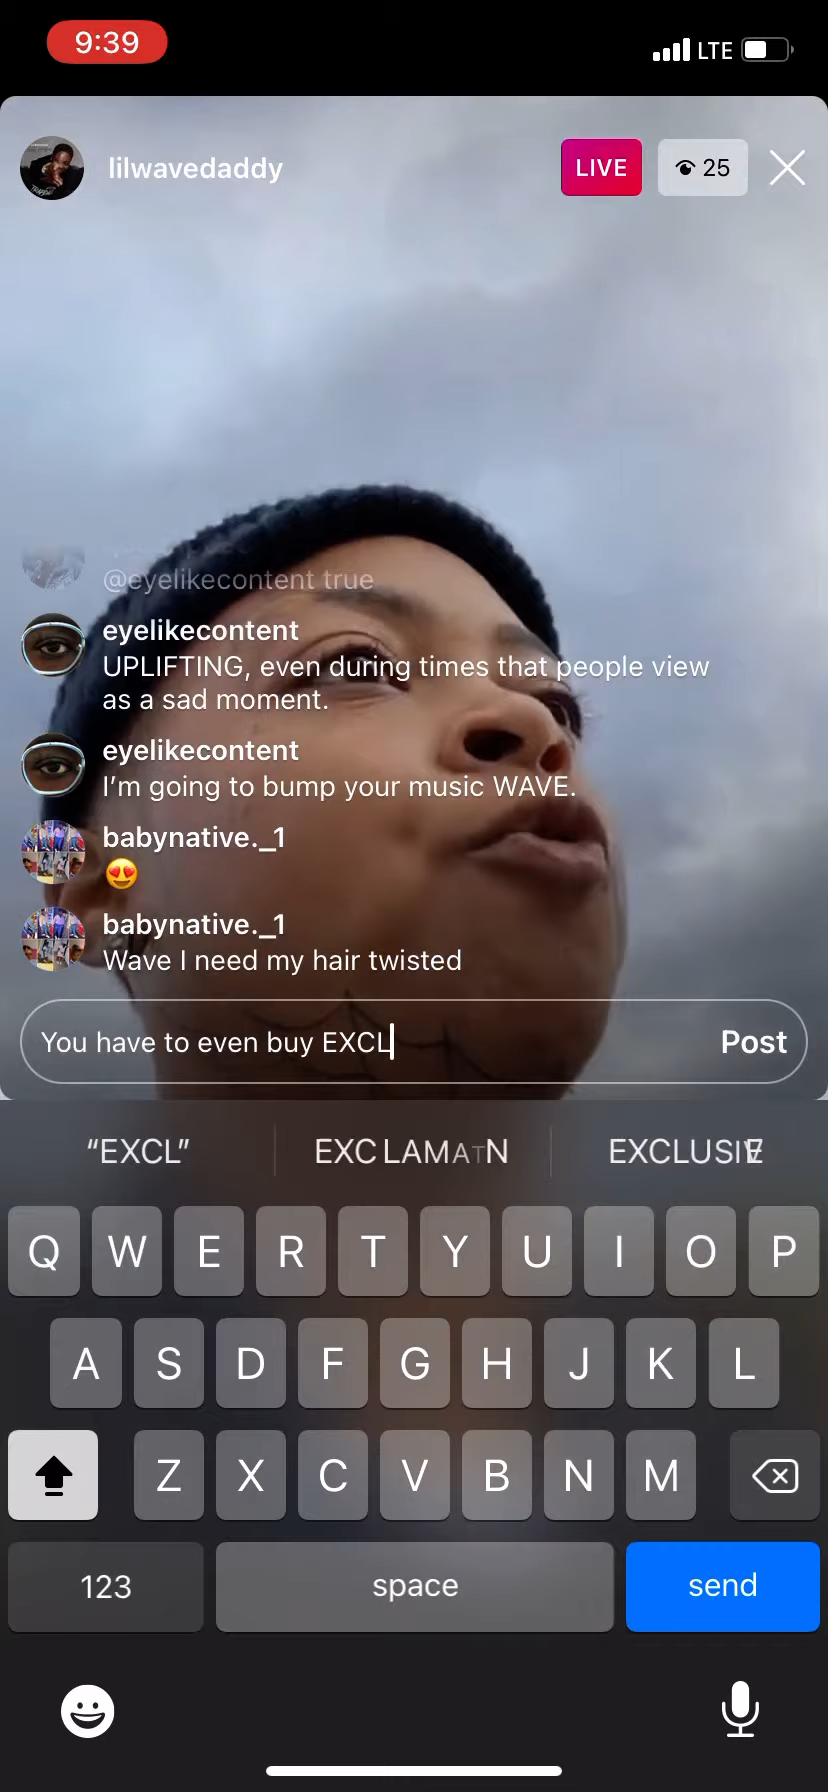 9:39
LTE
lilwavedaddy
LIVE
25
@eyelikecontent true
eyelikecontent
UPLIFTING, even during times that people view
as a sad moment.
eyelikecontent
I’m going to bump your music WAVE.
babynative._1
😍
babynative._1
Wave I need my hair twisted
You have to even buy EXCL
Post
“EXCL”
Q W E R T Y U I O P
A S D F G H J K L
Z X C V B N M
123
space
send